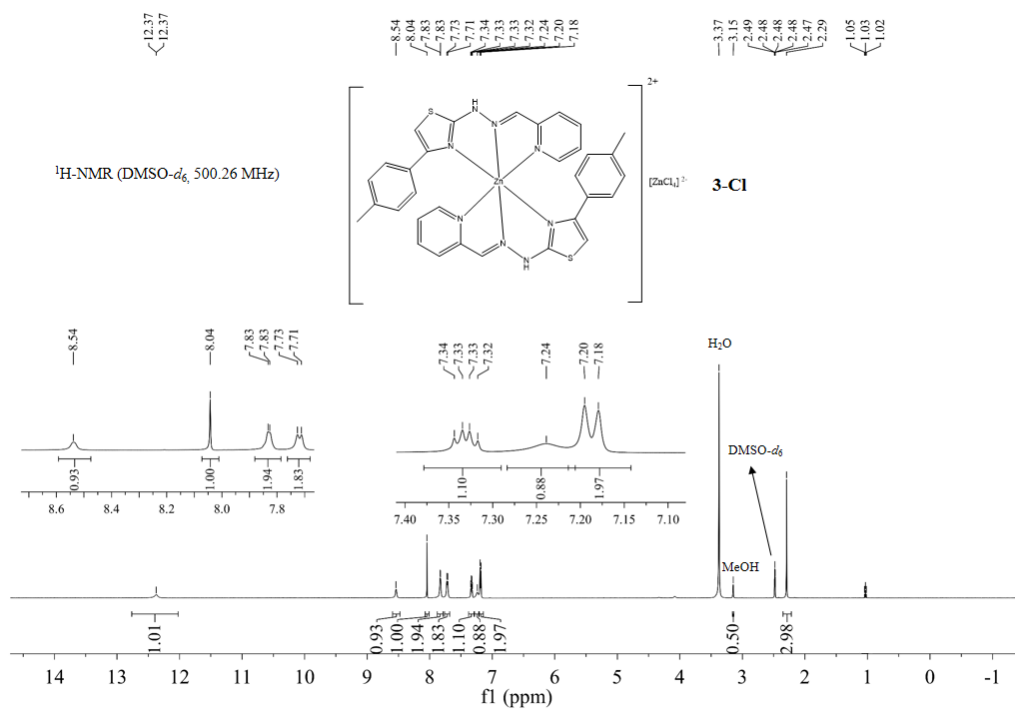 12.37
12.37
8.54
8.04
7.83
7.83
7.73
7.71
7.34
7.33
7.33
7.32
7.24
7.20
7.18
3.37
3.15
2.49
2.48
2.48
2.48
2.47
2.29
1.05
1.03
1.02
¹H-NMR (DMSO-d₆, 500.26 MHz)
2+
S
H
N
N
N
N
Zn
N
N
N
N
H
S
[ZnCl₄]²⁻
3-Cl
8.54
8.04
7.83
7.83
7.73
7.71
0.93
1.00
1.94
1.83
8.6 8.4 8.2 8.0 7.8
7.34
7.33
7.33
7.32
7.24
7.20
7.18
1.10
0.88
1.97
7.40 7.35 7.30 7.25 7.20 7.15 7.10
H₂O
DMSO-d₆
MeOH
1.01
0.93
1.00
1.94
1.83
1.10
0.88
1.97
0.50
2.98
14 13 12 11 10 9 8 7 6 5 4 3 2 1 0 -1
f1 (ppm)